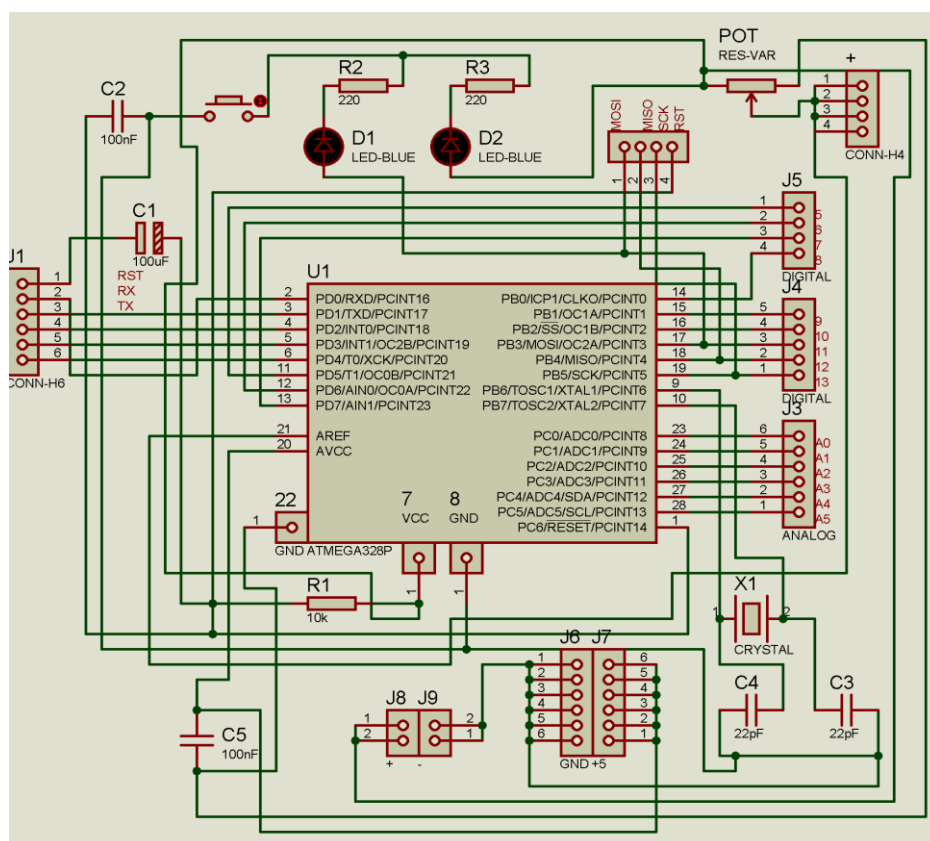 POT
RES-VAR
+
1
2
3
4
CONN-H4
C2
100nF
R2
220
R3
220
D1
LED-BLUE
D2
LED-BLUE
MOSI
MISO
SCK
RST
1
2
3
4
J5
1
2
3
4
5
6
7
8
DIGITAL
C1
100uF
J1
RST
RX
TX
1
2
3
4
5
6
CONN-H6
U1
2 PD0/RXD/PCINT16
3 PD1/TXD/PCINT17
4 PD2/INT0/PCINT18
5 PD3/INT1/OC2B/PCINT19
6 PD4/T0/XCK/PCINT20
11 PD5/T1/OC0B/PCINT21
12 PD6/AIN0/OC0A/PCINT22
13 PD7/AIN1/PCINT23
21 AREF
20 AVCC
PB0/ICP1/CLKO/PCINT0 14
PB1/OC1A/PCINT1 15
PB2/SS/OC1B/PCINT2 16
PB3/MOSI/OC2A/PCINT3 17
PB4/MISO/PCINT4 18
PB5/SCK/PCINT5 19
PB6/TOSC1/XTAL1/PCINT6 9
PB7/TOSC2/XTAL2/PCINT7 10
PC0/ADC0/PCINT8 23
PC1/ADC1/PCINT9 24
PC2/ADC2/PCINT10 25
PC3/ADC3/PCINT11 26
PC4/ADC4/SDA/PCINT12 27
PC5/ADC5/SCL/PCINT13 28
PC6/RESET/PCINT14 1
J4
5
4
3
2
1
9
10
11
12
13
DIGITAL
J3
6
5
4
3
2
1
A0
A1
A2
A3
A4
A5
ANALOG
22
1
GND ATMEGA328P
7
VCC
1
8
GND
1
R1
10k
X1
1
2
CRYSTAL
C4
22pF
C3
22pF
J6 J7
1
2
3
4
5
6
6
5
4
3
2
1
GND +5
J8 J9
1
2
2
1
+ -
C5
100nF